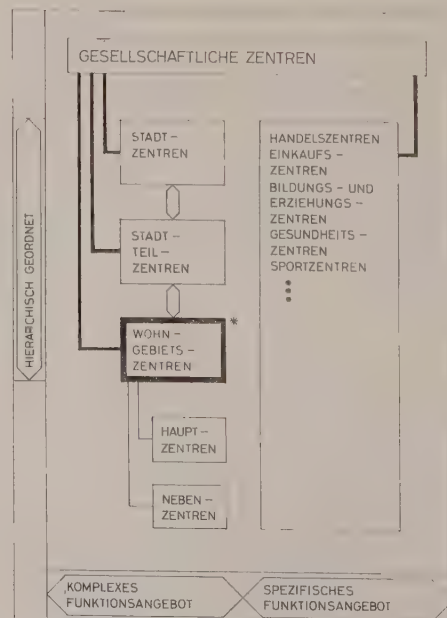 GESELLSCHAFTLICHE ZENTREN
STADT –
ZENTREN
STADT –
TEIL –
ZENTREN
WOHN –
GEBIETS –
ZENTREN
*
HAUPT –
ZENTREN
NEBEN –
ZENTREN
HANDELSZENTREN
EINKAUFS –
ZENTREN
BILDUNGS – UND
ERZIEHUNGS –
ZENTREN
GESUNDHEITS –
ZENTREN
SPORTZENTREN
HIERARCHISCH GEORDNET
KOMPLEXES
FUNKTIONSANGEBOT
SPEZIFISCHES
FUNKTIONSANGEBOT